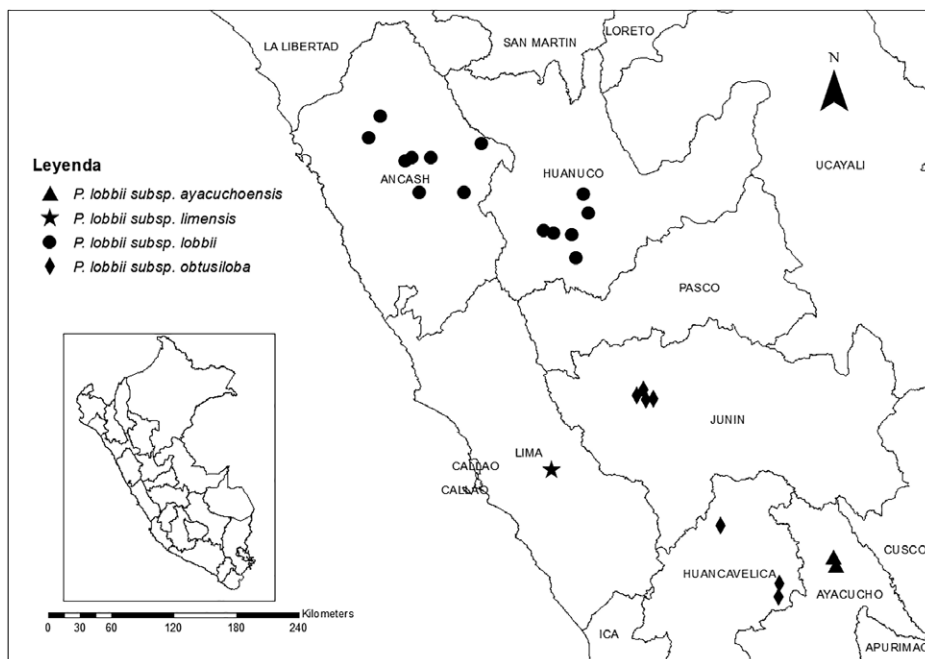 LA LIBERTAD
SAN MARTIN
LORETO
N
UCAYALI
ANCASH
HUANUCO
PASCO
JUNIN
LIMA
CALLAO
CALLAO
HUANCAVELICA
AYACUCHO
CUSCO
ICA
APURIMAC
Leyenda
P. lobbii subsp. ayacuchoensis
P. lobbii subsp. limensis
P. lobbii subsp. lobbii
P. lobbii subsp. obtusiloba
Kilometers
0 30 60 120 180 240